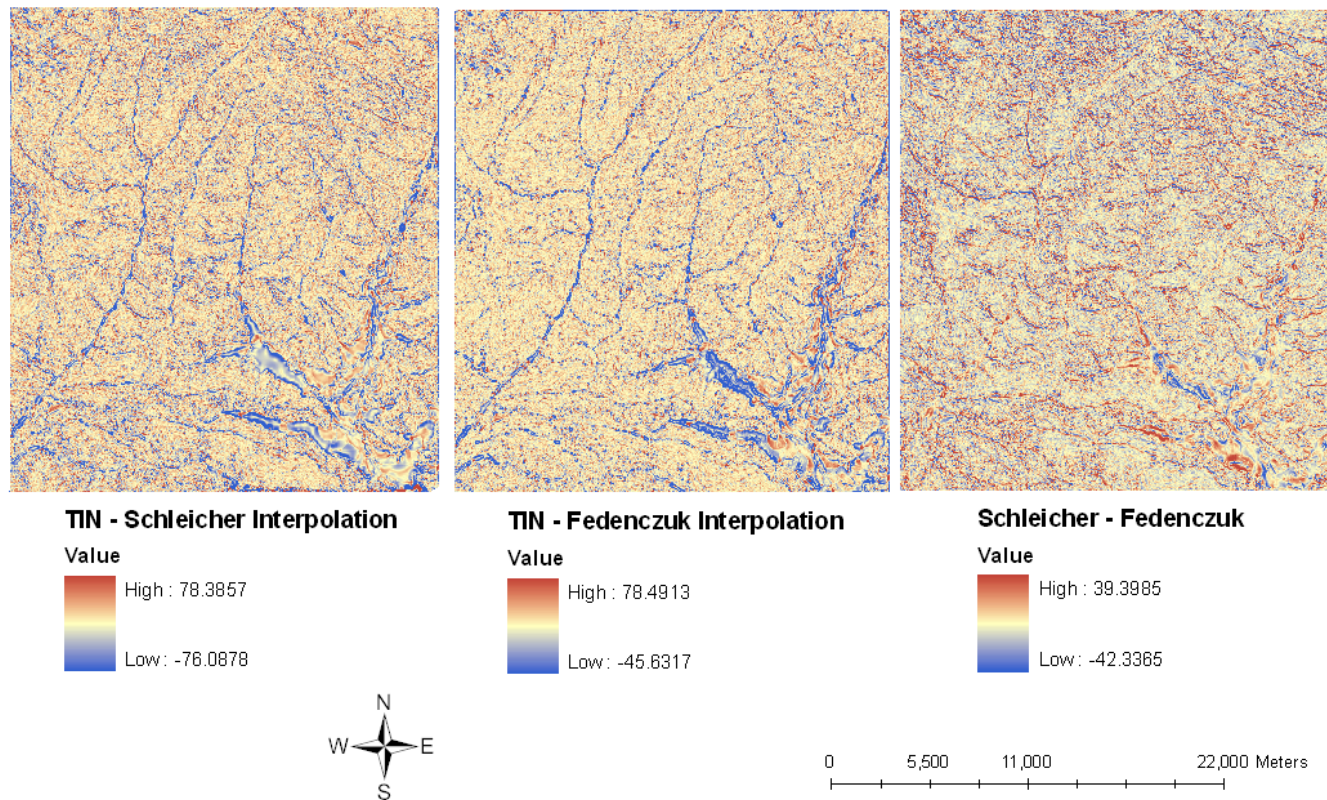 TIN - Schleicher Interpolation
Value
High : 78.3857
Low : -76.0878
TIN - Fedenczuk Interpolation
Value
High : 78.4913
Low : -45.6317
Schleicher - Fedenczuk
Value
High : 39.3985
Low : -42.3365
N
W E
S
0 5,500 11,000 22,000 Meters